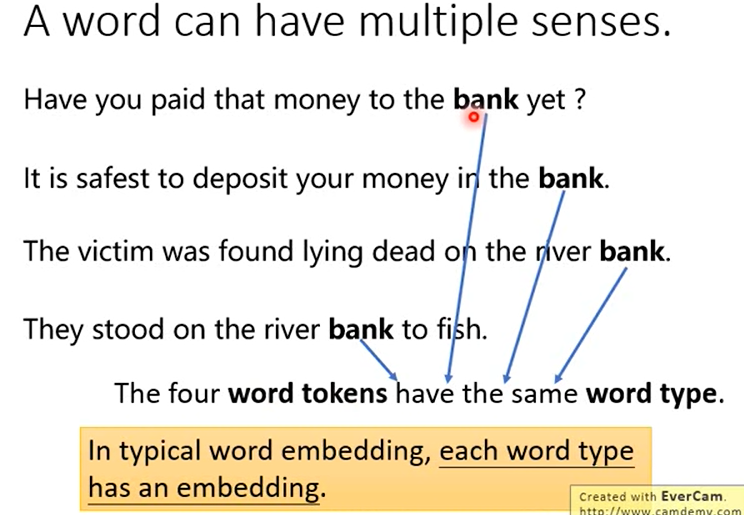 A word can have multiple senses.
Have you paid that money to the bank yet ?
It is safest to deposit your money in the bank.
The victim was found lying dead on the river bank.
They stood on the river bank to fish.
The four word tokens have the same word type.
In typical word embedding, each word type
has an embedding.
Created with EverCam.
http://www.camdemy.com